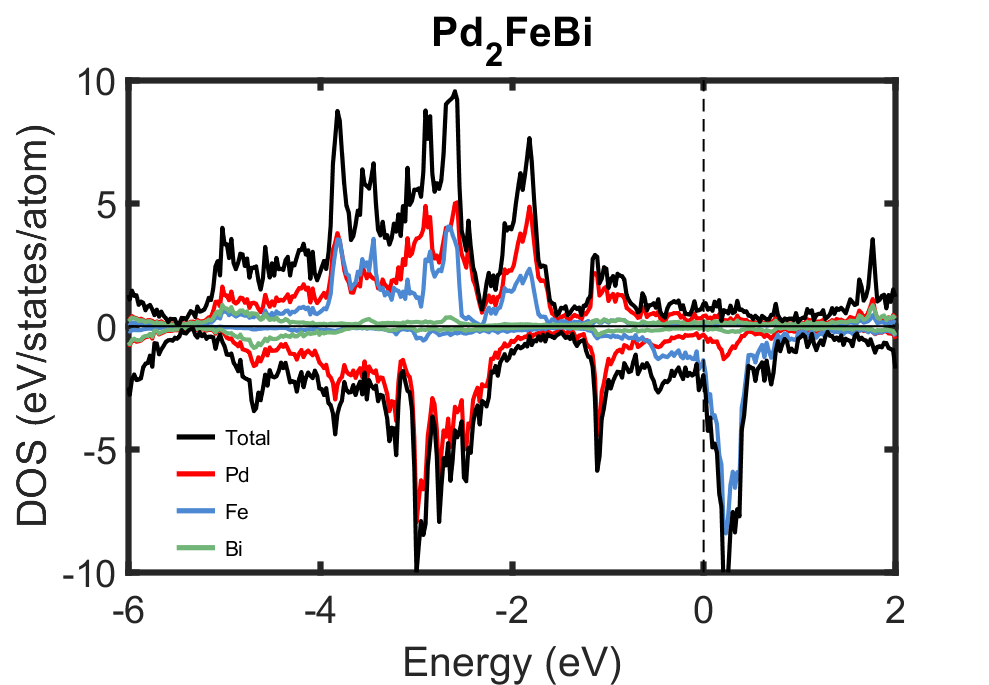 Pd₂FeBi
10
5
0
-5
-10
DOS (eV/states/atom)
Total
Pd
Fe
Bi
-6 -4 -2 0 2
Energy (eV)